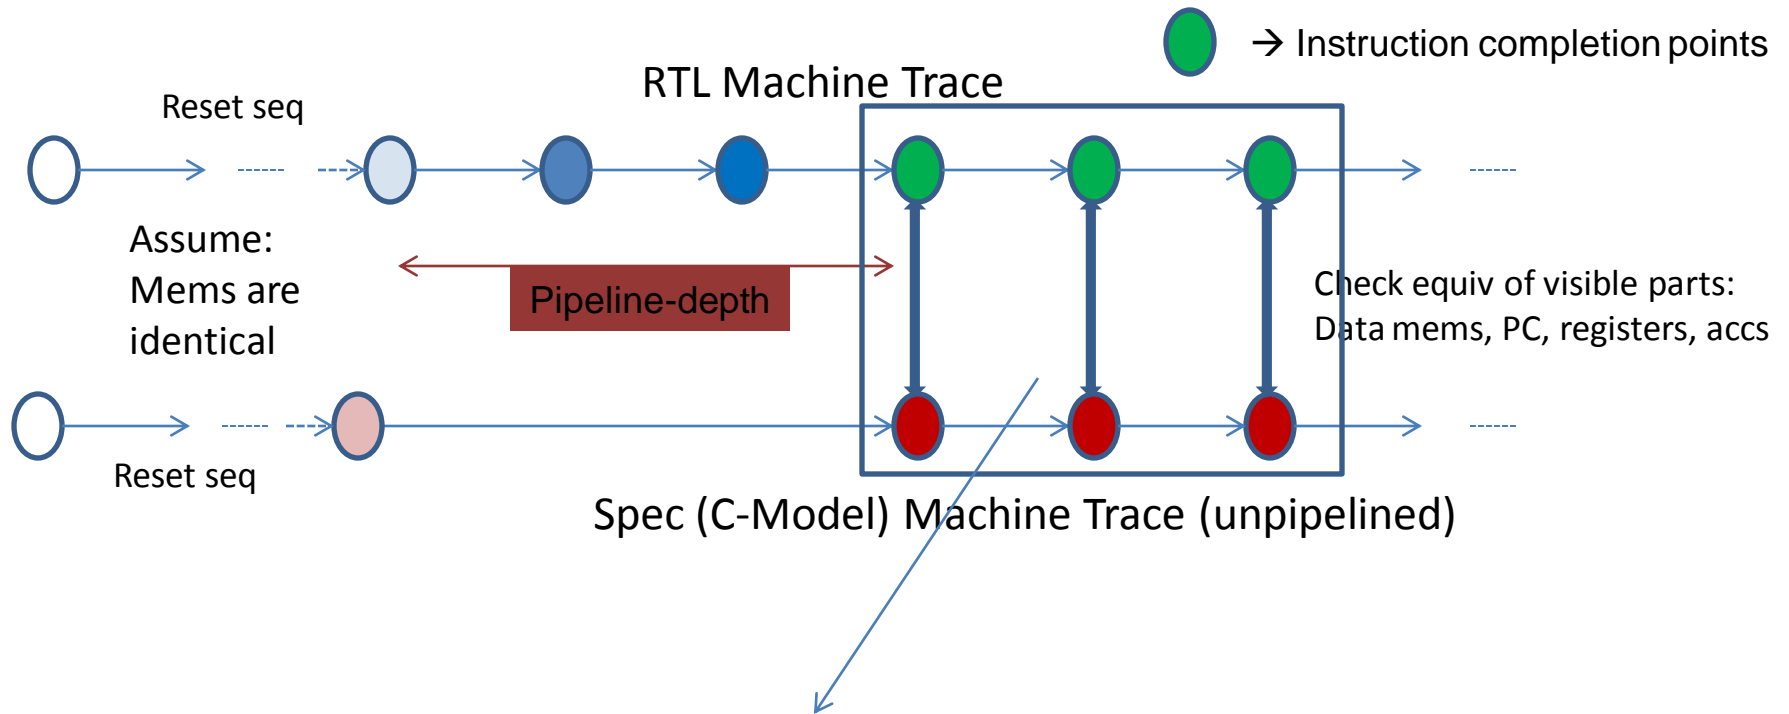 → Instruction completion points
RTL Machine Trace
Reset seq
Assume:
Mems are
identical
Pipeline-depth
Check equiv of visible parts:
Data mems, PC, registers, accs
Reset seq
Spec (C-Model) Machine Trace (unpipelined)